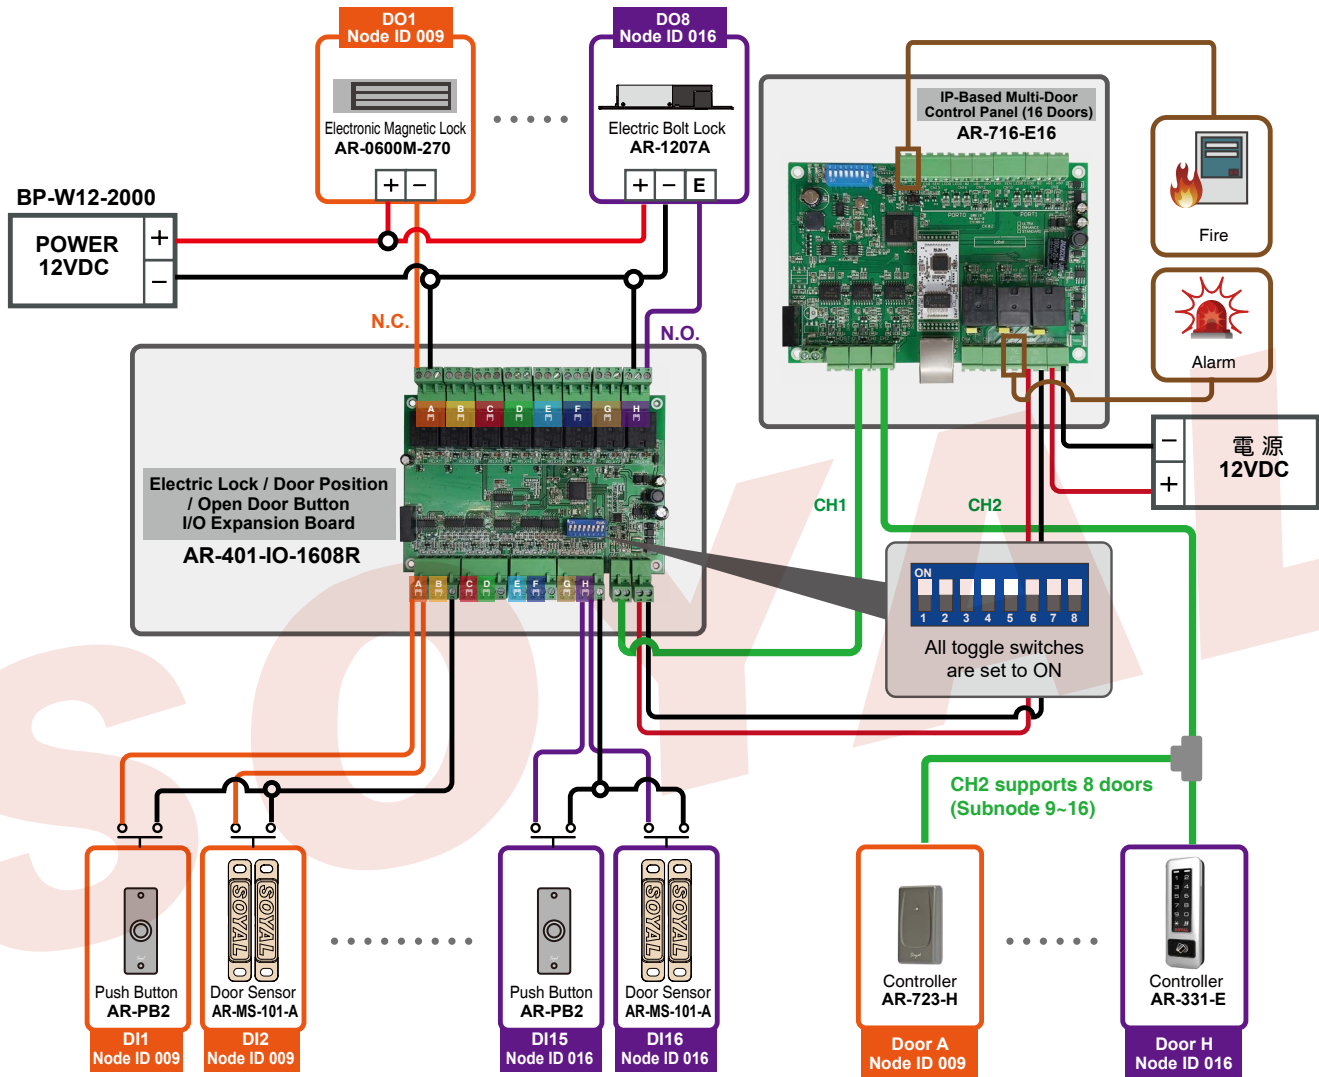 DO1
Node ID 009
Electronic Magnetic Lock
AR-0600M-270
+ −
DO8
Node ID 016
Electric Bolt Lock
AR-1207A
+ − E
IP-Based Multi-Door
Control Panel (16 Doors)
AR-716-E16
Fire
Alarm
BP-W12-2000
POWER
12VDC
+
−
N.C.
N.O.
A B C D E F G H
Electric Lock / Door Position
/ Open Door Button
I/O Expansion Board
AR-401-IO-1608R
A B C D E F G H
CH1
CH2
−
+
電源
12VDC
ON
1 2 3 4 5 6 7 8
All toggle switches
are set to ON
CH2 supports 8 doors
(Subnode 9~16)
SOYAL
SOYAL
SOYAL
SOYAL
SOYAL
Push Button
AR-PB2
DI1
Node ID 009
Door Sensor
AR-MS-101-A
DI2
Node ID 009
Push Button
AR-PB2
DI15
Node ID 016
Door Sensor
AR-MS-101-A
DI16
Node ID 016
Controller
AR-723-H
Door A
Node ID 009
Controller
AR-331-E
Door H
Node ID 016